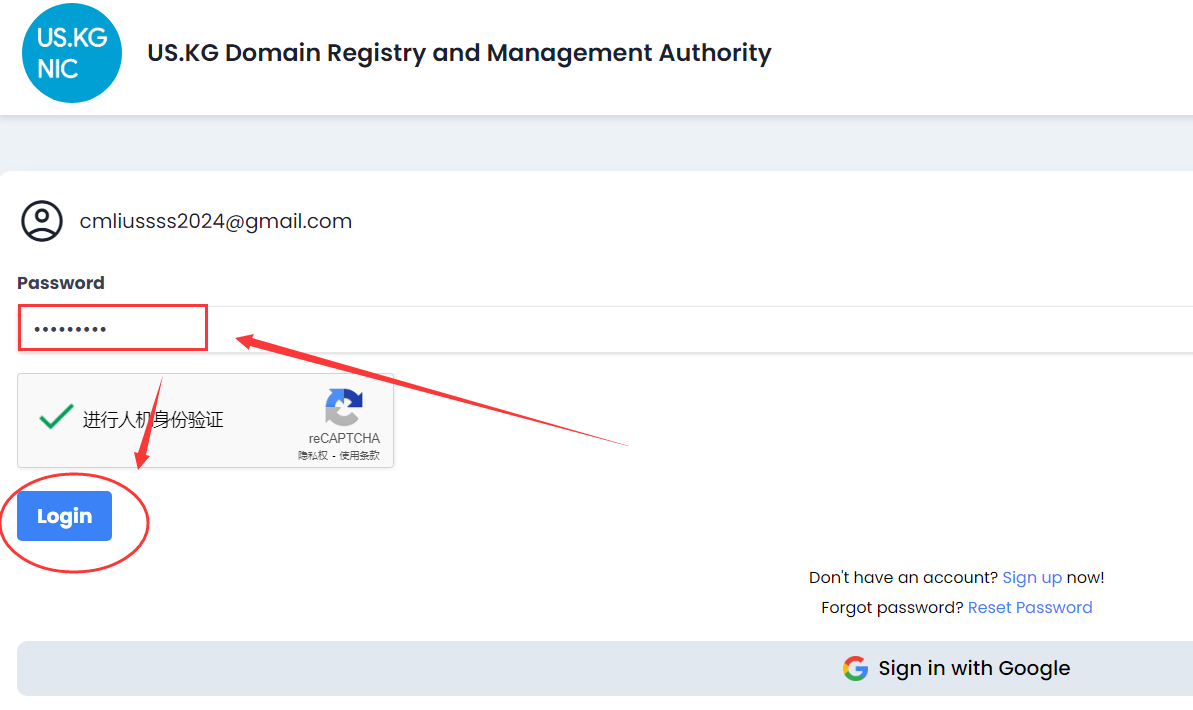 US.KG
NIC
US.KG Domain Registry and Management Authority
cmliussss2024@gmail.com
Password
•••••••••
进行人机身份验证
reCAPTCHA
隐私权 - 使用条款
Login
Don't have an account? Sign up now!
Forgot password? Reset Password
Sign in with Google